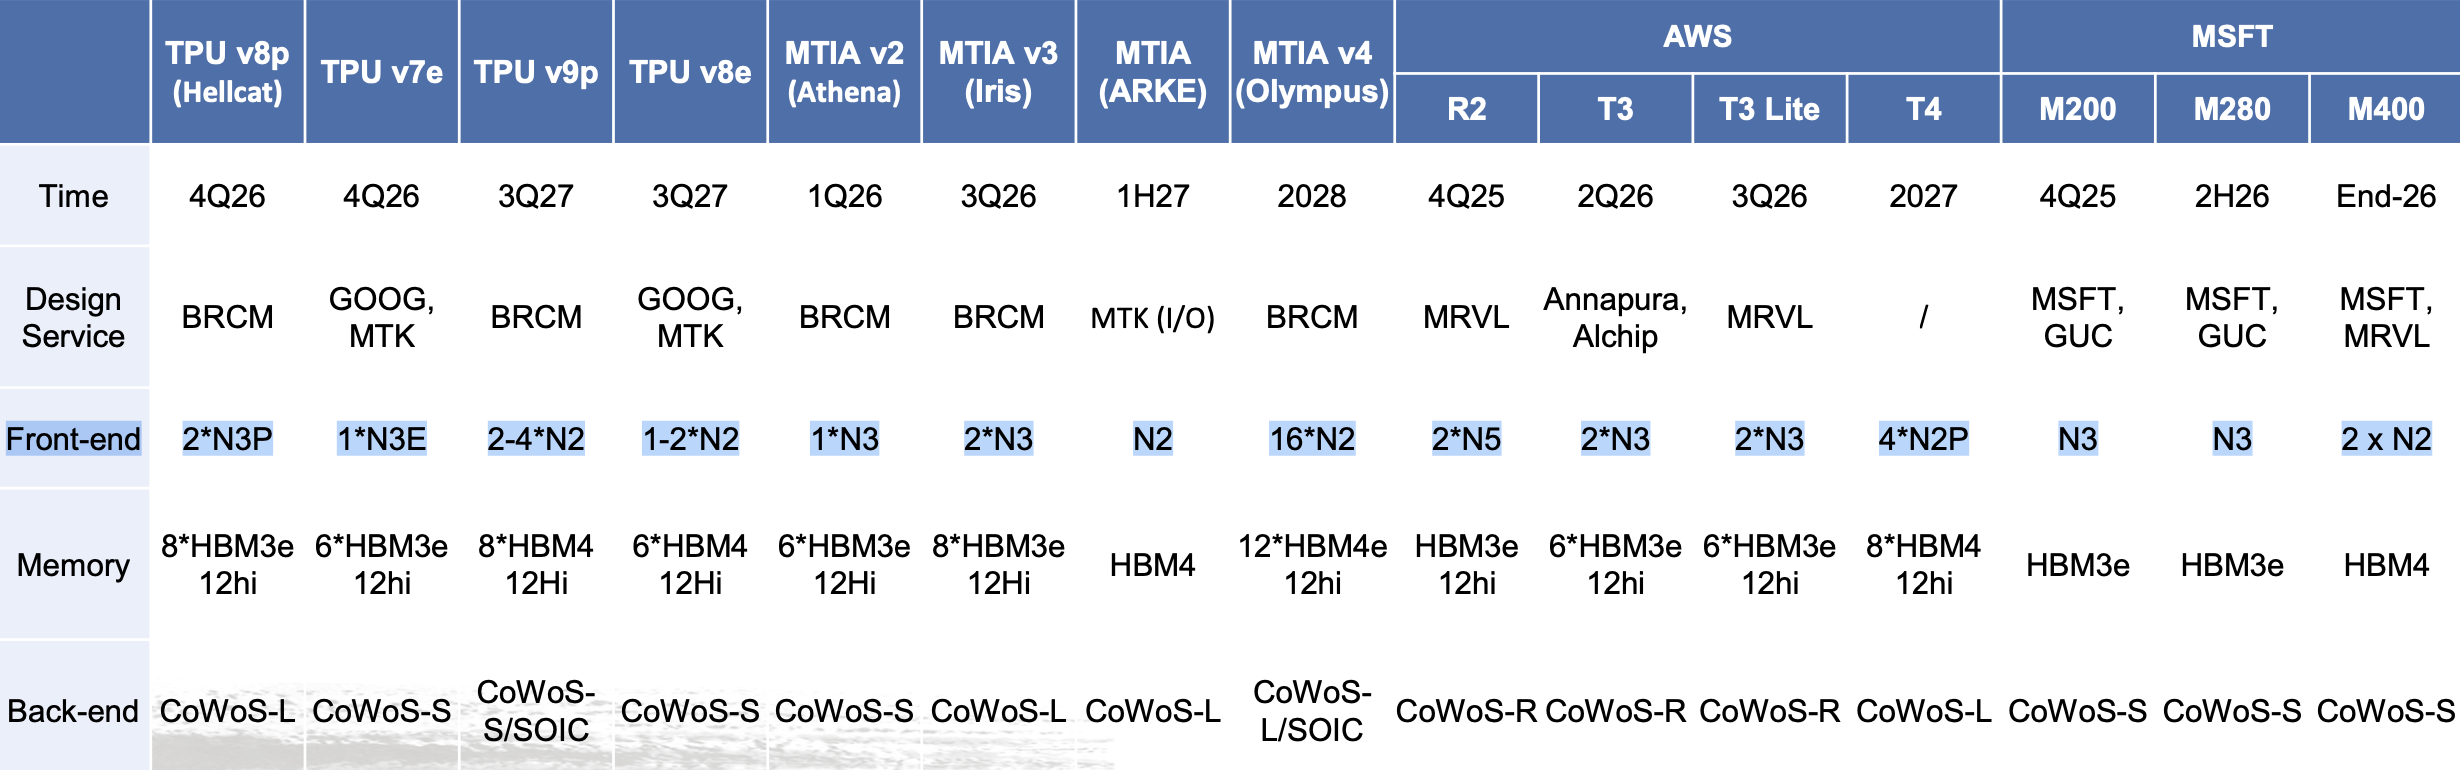 TPU v8p
(Hellcat)
TPU v7e
TPU v9p
TPU v8e
MTIA v2
(Athena)
MTIA v3
(Iris)
MTIA
(ARKE)
MTIA v4
(Olympus)
AWS
MSFT
R2
T3
T3 Lite
T4
M200
M280
M400
Time
4Q26
4Q26
3Q27
3Q27
1Q26
3Q26
1H27
2028
4Q25
2Q26
3Q26
2027
4Q25
2H26
End-26
Design
Service
BRCM
GOOG,
MTK
BRCM
GOOG,
MTK
BRCM
BRCM
MTK (I/O)
BRCM
MRVL
Annapura,
Alchip
MRVL
/
MSFT,
GUC
MSFT,
GUC
MSFT,
MRVL
Front-end
2*N3P
1*N3E
2-4*N2
1-2*N2
1*N3
2*N3
N2
16*N2
2*N5
2*N3
2*N3
4*N2P
N3
N3
2 x N2
Memory
8*HBM3e
12hi
6*HBM3e
12hi
8*HBM4
12Hi
6*HBM4
12Hi
6*HBM3e
12Hi
8*HBM3e
12Hi
HBM4
12*HBM4e
12hi
HBM3e
12hi
6*HBM3e
12hi
6*HBM3e
12hi
8*HBM4
12hi
HBM3e
HBM3e
HBM4
Back-end
CoWoS-L
CoWoS-S
CoWoS-
S/SOIC
CoWoS-S
CoWoS-S
CoWoS-L
CoWoS-L
CoWoS-
L/SOIC
CoWoS-R
CoWoS-R
CoWoS-R
CoWoS-L
CoWoS-S
CoWoS-S
CoWoS-S